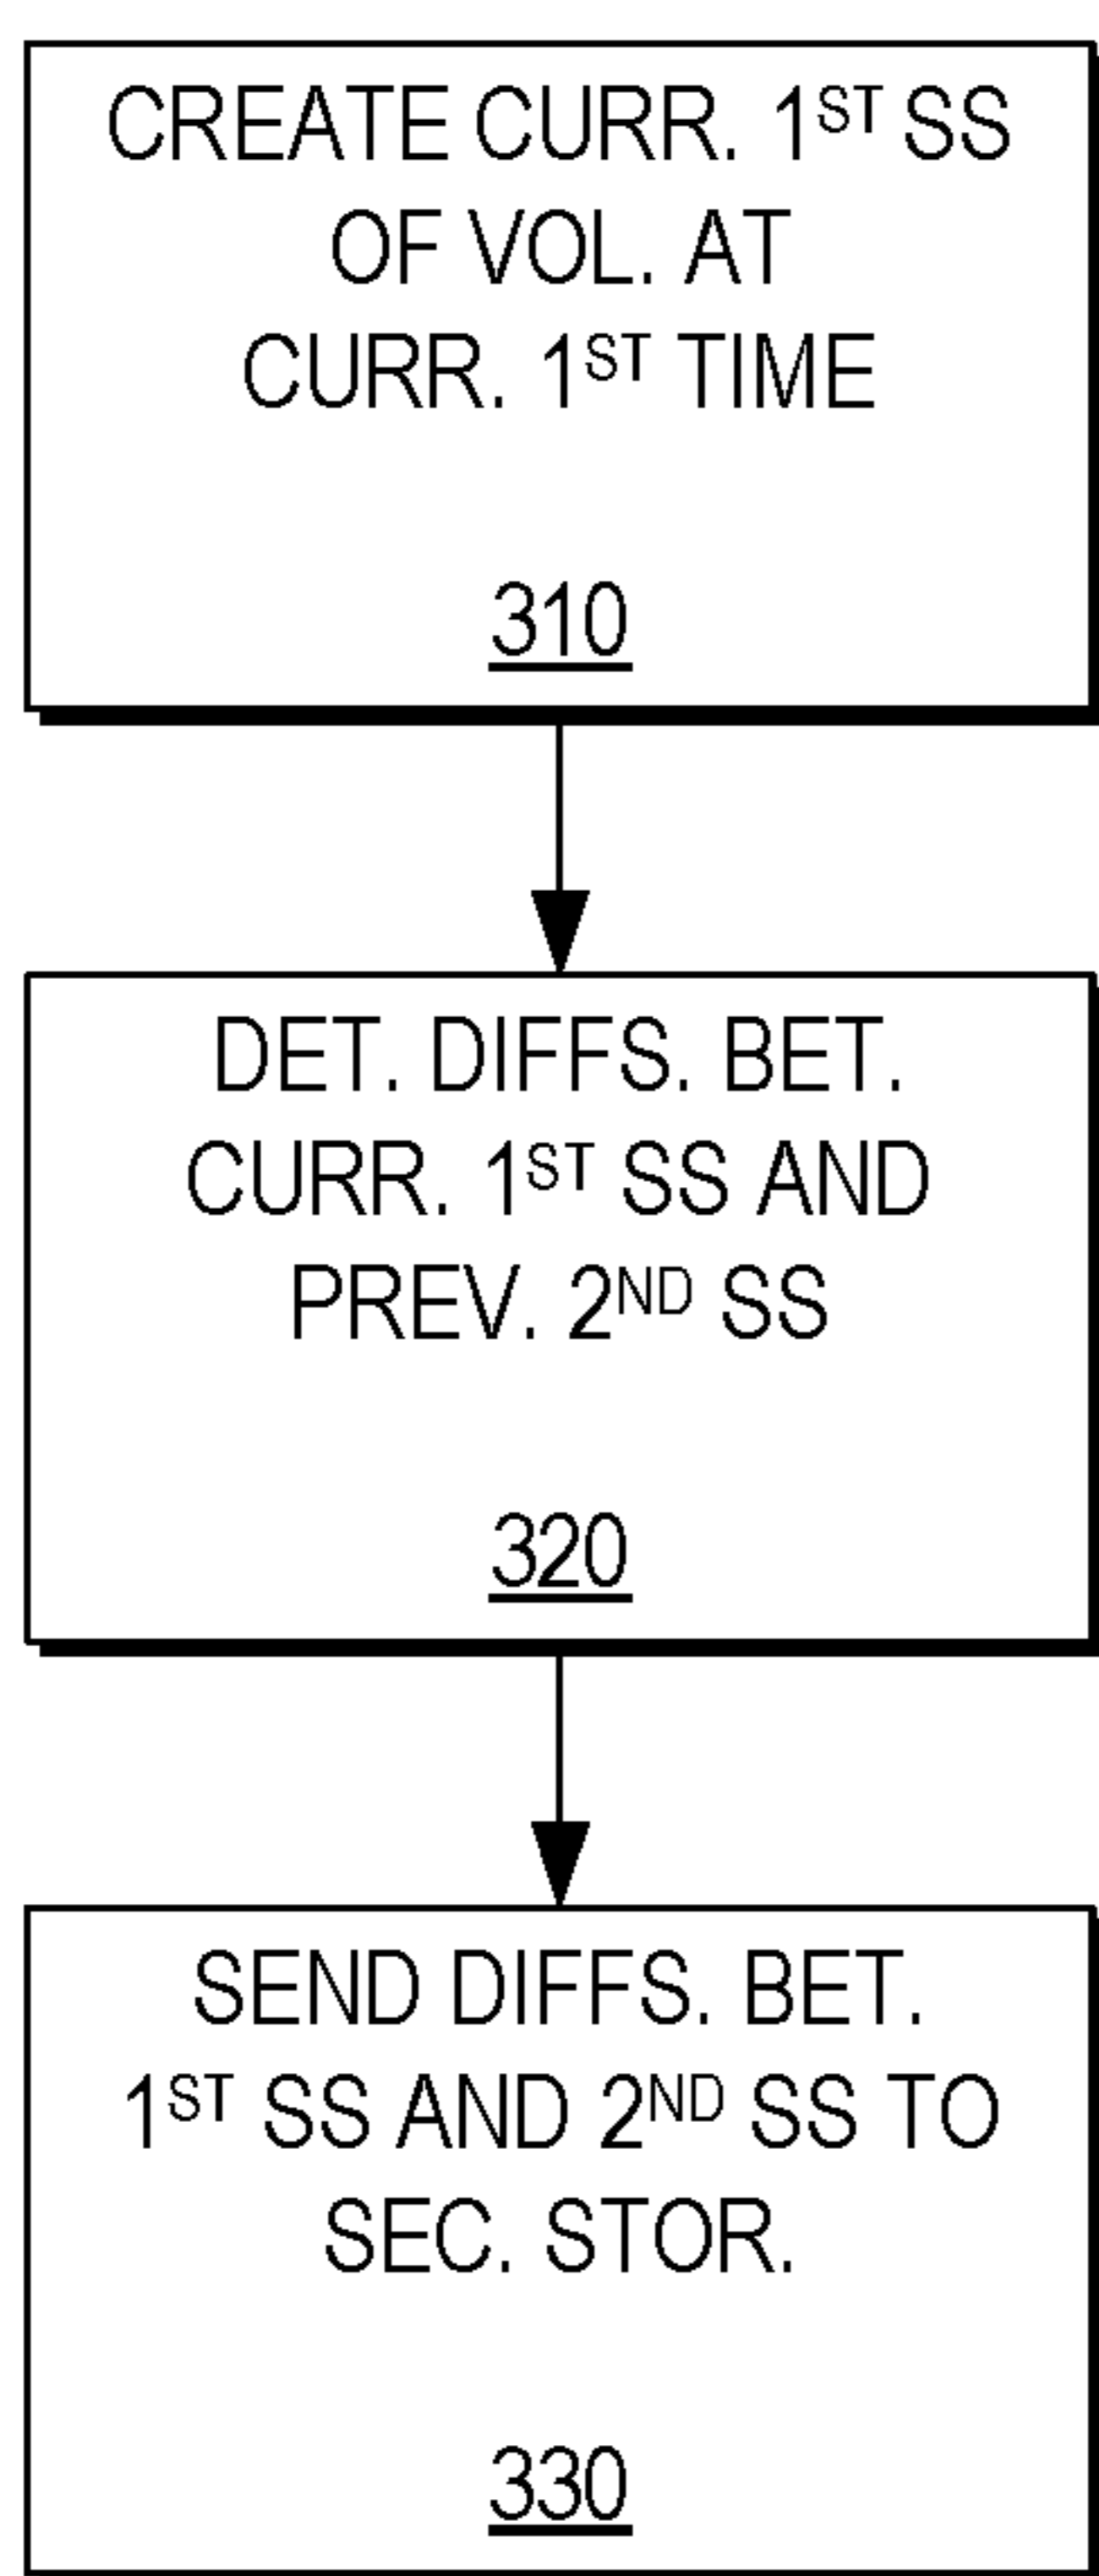 CREATE CURR. 1ST SS
OF VOL. AT
CURR. 1ST TIME
310
DET. DIFFS. BET.
CURR. 1ST SS AND
PREV. 2ND SS
320
SEND DIFFS. BET.
1ST SS AND 2ND SS TO
SEC. STOR.
330